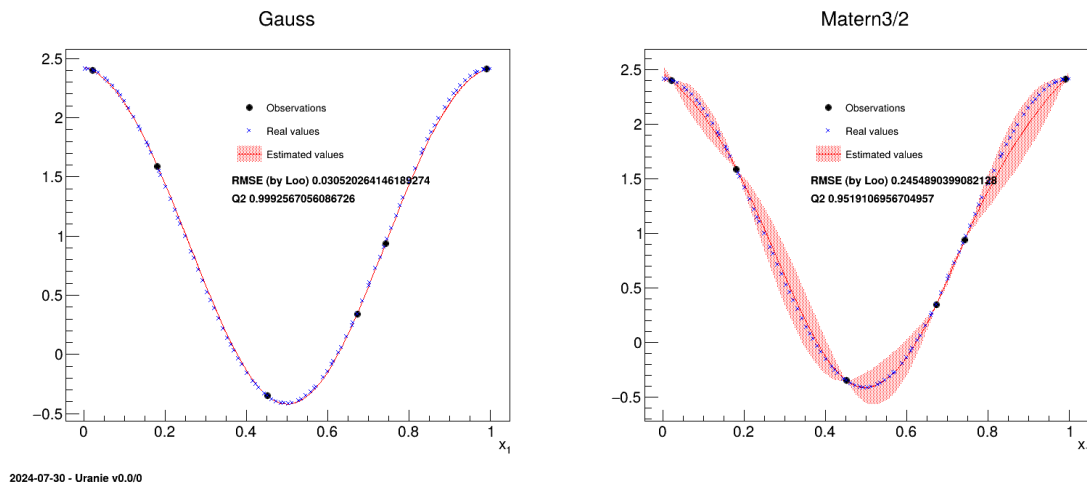 Gauss
2.5
2
1.5
1
0.5
0
−0.5
0 0.2 0.4 0.6 0.8 1
x1
Observations
Real values
Estimated values
RMSE (by Loo) 0.030520264146189274
Q2 0.9992567056086726
Matern3/2
2.5
2
1.5
1
0.5
0
−0.5
0 0.2 0.4 0.6 0.8 1
x
Observations
Real values
Estimated values
RMSE (by Loo) 0.2454890399082128
Q2 0.9519106956704957
2024-07-30 - Uranie v0.0/0